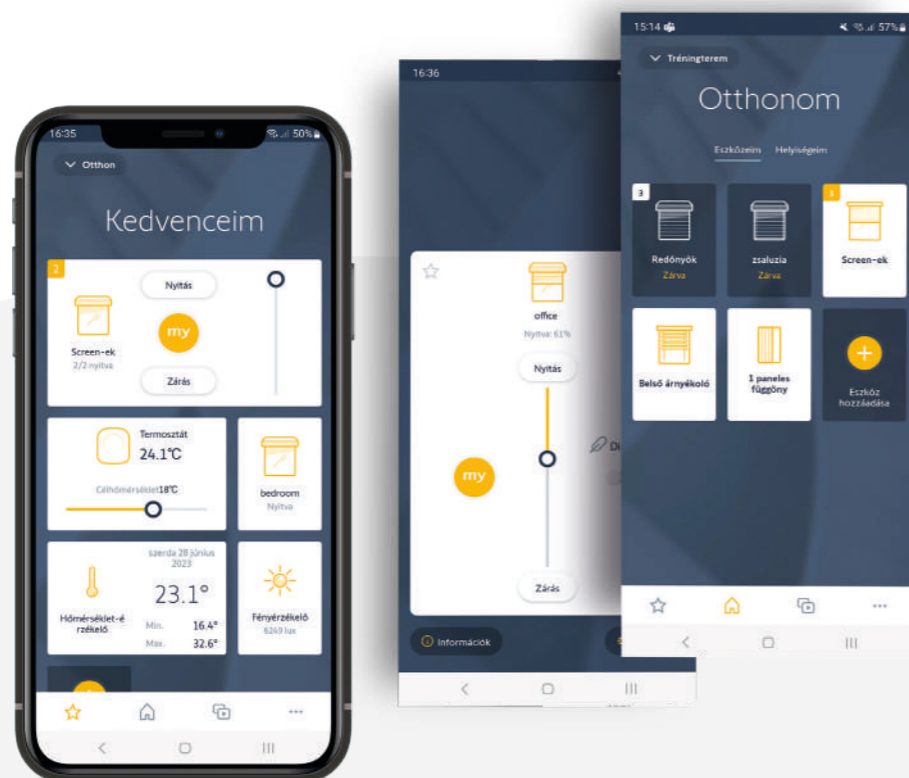 16:35
50%
Otthon
Kedvenceim
2
Nyitás
my
Screen-ek
2/2 nyitva
Zárás
Termosztát
24.1°C
Célhőmérséklet18°C
bedroom
Nyitva
szerda 28 június
2023
23.1°
Hőmérséklet-é
rzékelő
Min. 16.4°
Max. 32.6°
Fényérzékelő
6249 lux
16:36
office
Nyitva: 61%
Nyitás
my
Zárás
Információk
15:14
57%
Tréningterem
Otthonom
Eszközeim Helyiségeim
3
Redőnyök
Zárva
zsaluzia
Zárva
3
Screen-ek
Belső árnyékoló
1 paneles
függöny
Eszköz
hozzáadása